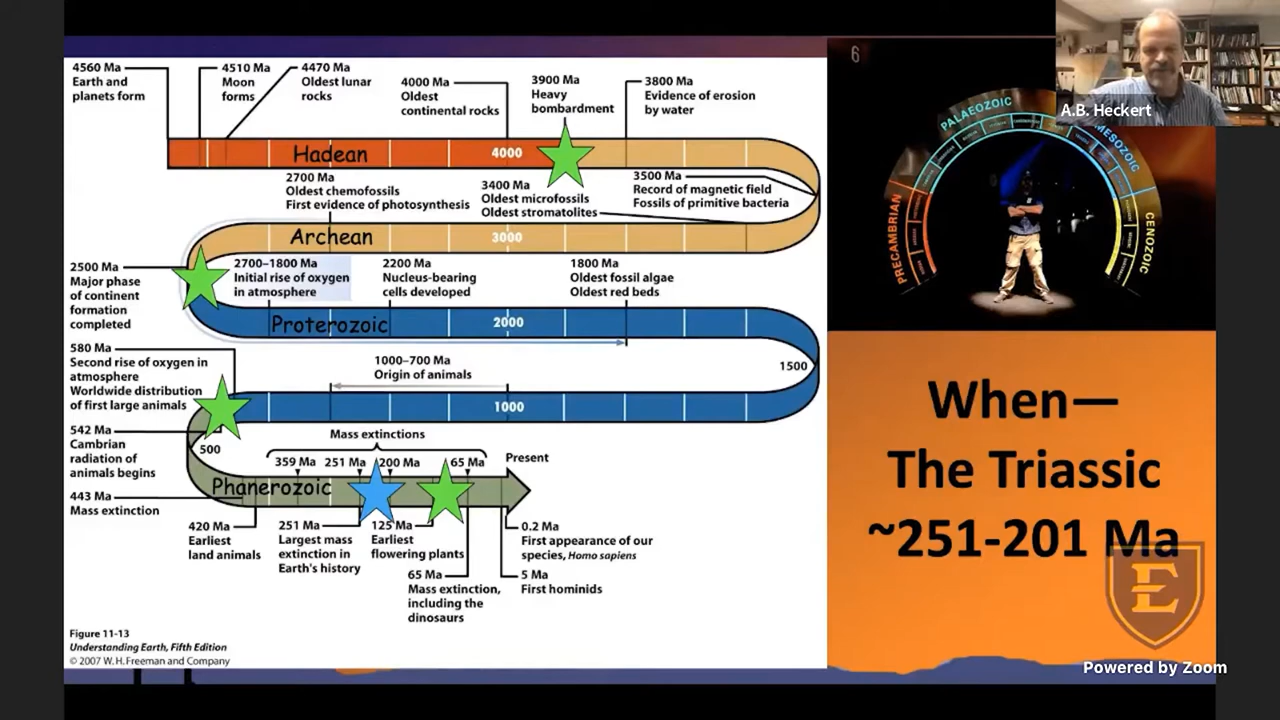 4560 Ma
Earth and
planets form
4510 Ma
Moon
forms
4470 Ma
Oldest lunar
rocks
4000 Ma
Oldest
continental rocks
3900 Ma
Heavy
bombardment
3800 Ma
Evidence of erosion
by water
Hadean
4000
2700 Ma
Oldest chemofossils
First evidence of photosynthesis
3400 Ma
Oldest microfossils
Oldest stromatolites
3500 Ma
Record of magnetic field
Fossils of primitive bacteria
Archean
3000
2500 Ma
Major phase
of continent
formation
completed
2700–1800 Ma
Initial rise of oxygen
in atmosphere
2200 Ma
Nucleus-bearing
cells developed
1800 Ma
Oldest fossil algae
Oldest red beds
Proterozoic
2000
580 Ma
Second rise of oxygen in
atmosphere
Worldwide distribution
of first large animals
1000–700 Ma
Origin of animals
1500
1000
542 Ma
Cambrian
radiation of
animals begins
500
Mass extinctions
359 Ma
251 Ma
200 Ma
65 Ma
Present
Phanerozoic
443 Ma
Mass extinction
420 Ma
Earliest
land animals
251 Ma
Largest mass
extinction in
Earth's history
125 Ma
Earliest
flowering plants
65 Ma
Mass extinction,
including the
dinosaurs
0.2 Ma
First appearance of our
species, Homo sapiens
5 Ma
First hominids
Figure 11-13
Understanding Earth, Fifth Edition
© 2007 W. H. Freeman and Company
6
PRECAMBRIAN
PALAEOZOIC
MESOZOIC
CENOZOIC
A.B. Heckert
When—
The Triassic
~251-201 Ma
E
Powered by Zoom